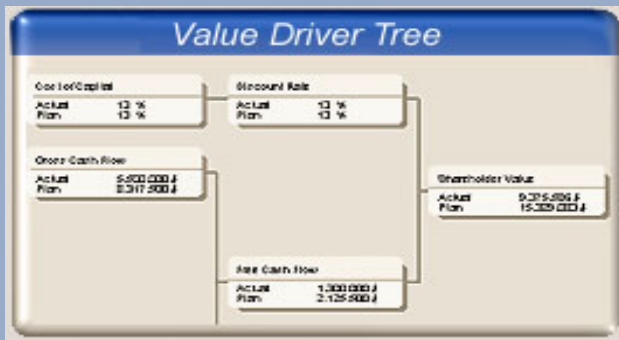 Value Driver Tree
Cost of Capital
Actual 13 %
Plan 13 %
Discount Rate
Actual 13 %
Plan 13 %
Gross Cash Flow
Actual
Plan
Shareholder Value
Actual
Plan
Free Cash Flow
Actual
Plan